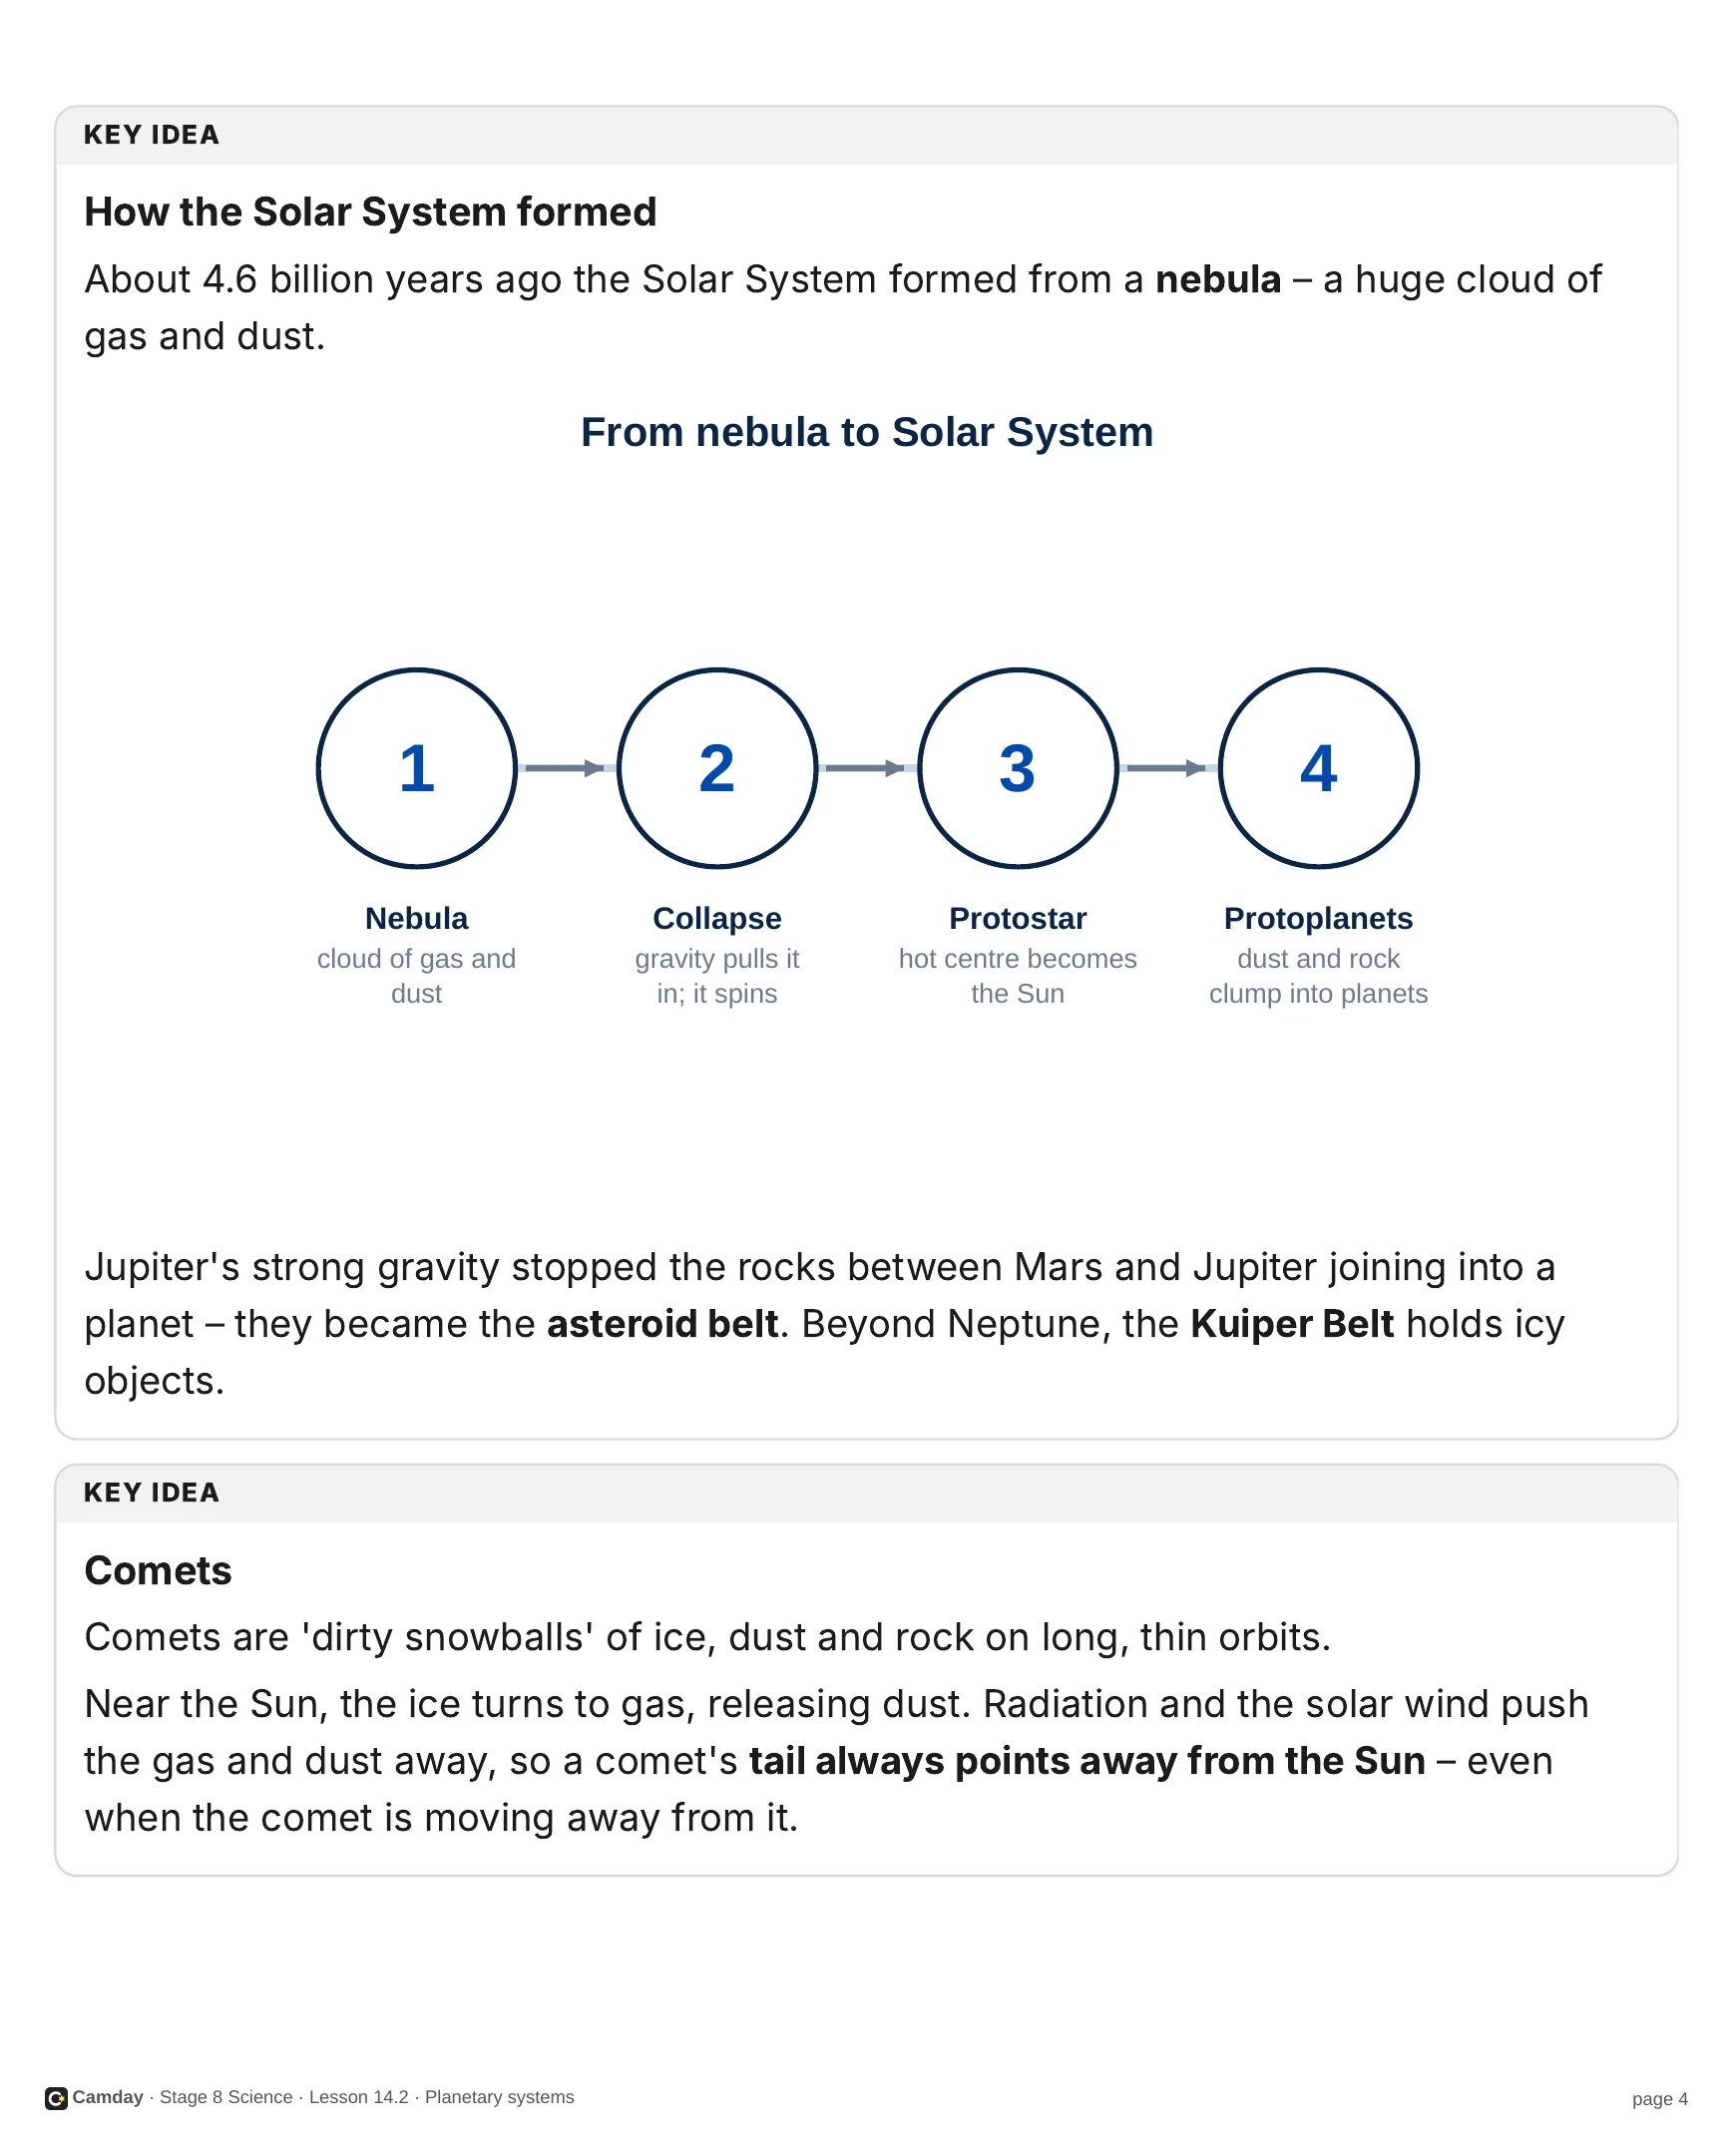 KEY IDEA
How the Solar System formed
About 4.6 billion years ago the Solar System formed from a nebula – a huge cloud of
gas and dust.
From nebula to Solar System
1
2
3
4
Nebula
cloud of gas and
dust
Collapse
gravity pulls it
in; it spins
Protostar
hot centre becomes
the Sun
Protoplanets
dust and rock
clump into planets
Jupiter's strong gravity stopped the rocks between Mars and Jupiter joining into a
planet – they became the asteroid belt. Beyond Neptune, the Kuiper Belt holds icy
objects.
KEY IDEA
Comets
Comets are 'dirty snowballs' of ice, dust and rock on long, thin orbits.
Near the Sun, the ice turns to gas, releasing dust. Radiation and the solar wind push
the gas and dust away, so a comet's tail always points away from the Sun – even
when the comet is moving away from it.
Camday · Stage 8 Science · Lesson 14.2 · Planetary systems
page 4